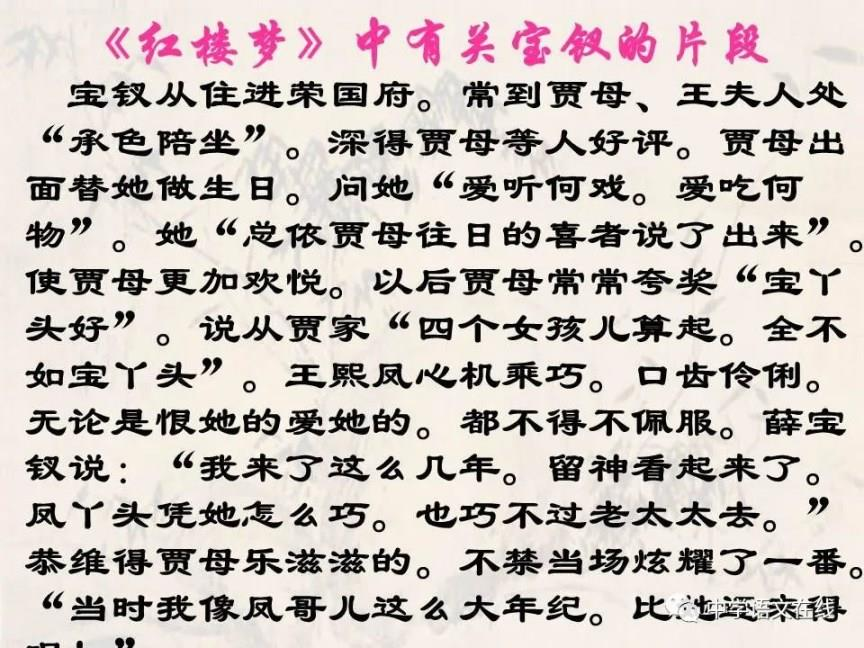 《红楼梦》中有关宝钗的片段
宝钗从住进荣国府。常到贾母、王夫人处
“承色陪坐”。深得贾母等人好评。贾母出
面替她做生日。问她“爱听何戏。爱吃何
物”。她“总依贾母往日的喜者说了出来”。
使贾母更加欢悦。以后贾母常常夸奖“宝丫
头好”。说从贾家“四个女孩儿算起。全不
如宝丫头”。王熙凤心机乖巧。口齿伶俐。
无论是恨她的爱她的。都不得不佩服。薛宝
钗说：“我来了这么几年。留神看起来了。
凤丫头凭她怎么巧。也巧不过老太太去。”
恭维得贾母乐滋滋的。不禁当场炫耀了一番。
“当时我像凤哥儿这么大年纪。比她
中学语文在线